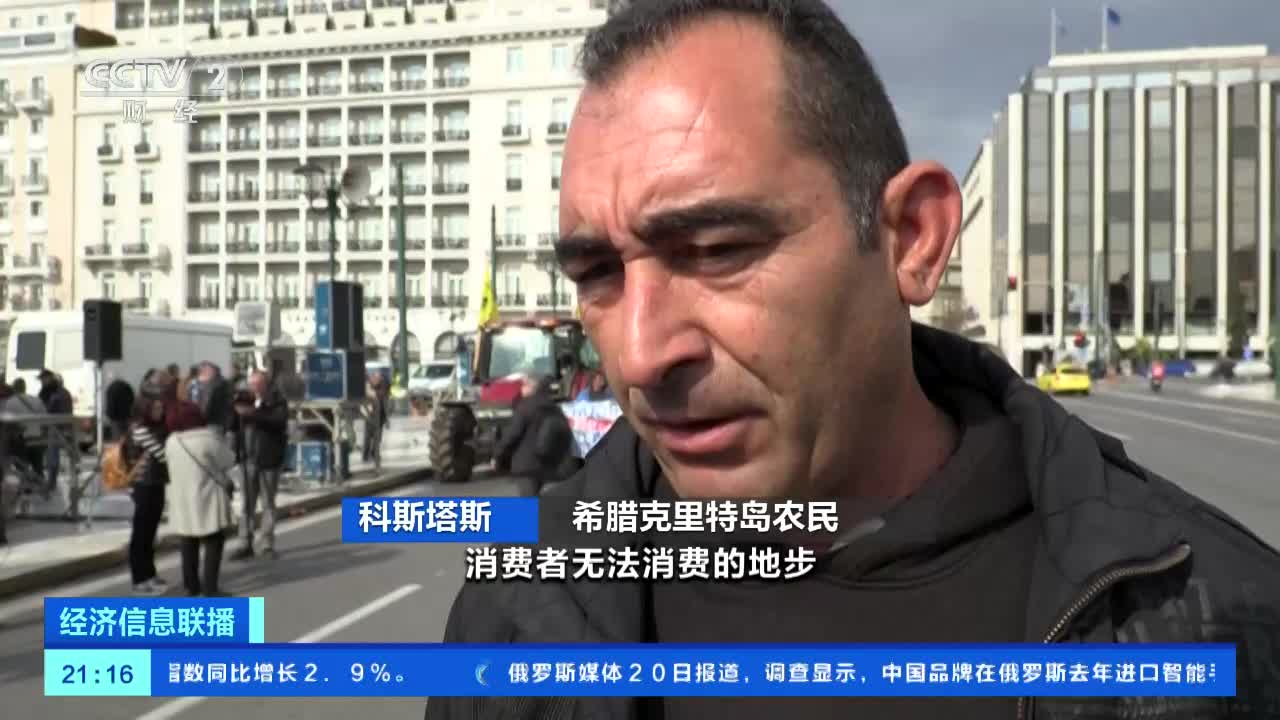 CCTV 2
财经
科斯塔斯 希腊克里特岛农民
消费者无法消费的地步
经济信息联播
21:16 数同比增长2.9%。 俄罗斯媒体20日报道，调查显示，中国品牌在俄罗斯去年进口智能